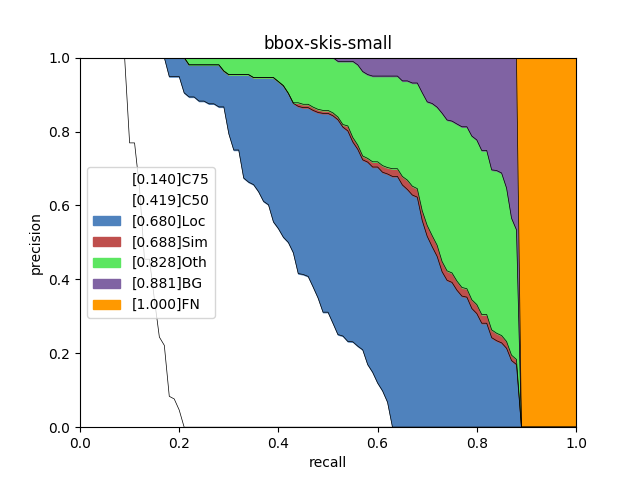 bbox-skis-small
1.0
0.8
0.6
0.4
0.2
0.0
precision
[0.140]C75
[0.419]C50
[0.680]Loc
[0.688]Sim
[0.828]Oth
[0.881]BG
[1.000]FN
0.0 0.2 0.4 0.6 0.8 1.0
recall